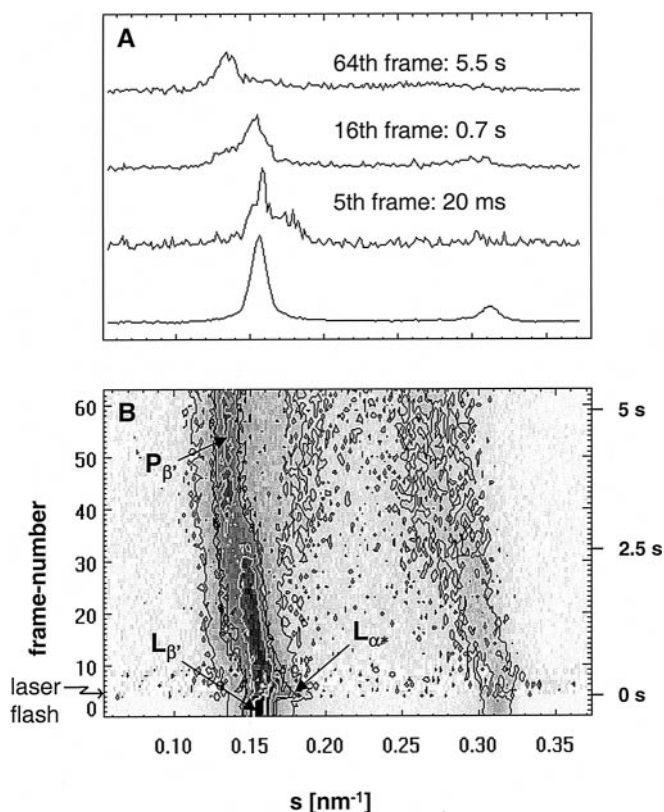 A
64th frame: 5.5 s
16th frame: 0.7 s
5th frame: 20 ms
B
60
50
40
30
20
10
0
frame-number
laser
flash
5 s
2.5 s
0 s
Pβ'
Lβ'
Lα*
0.10 0.15 0.20 0.25 0.30 0.35
s [nm-1]